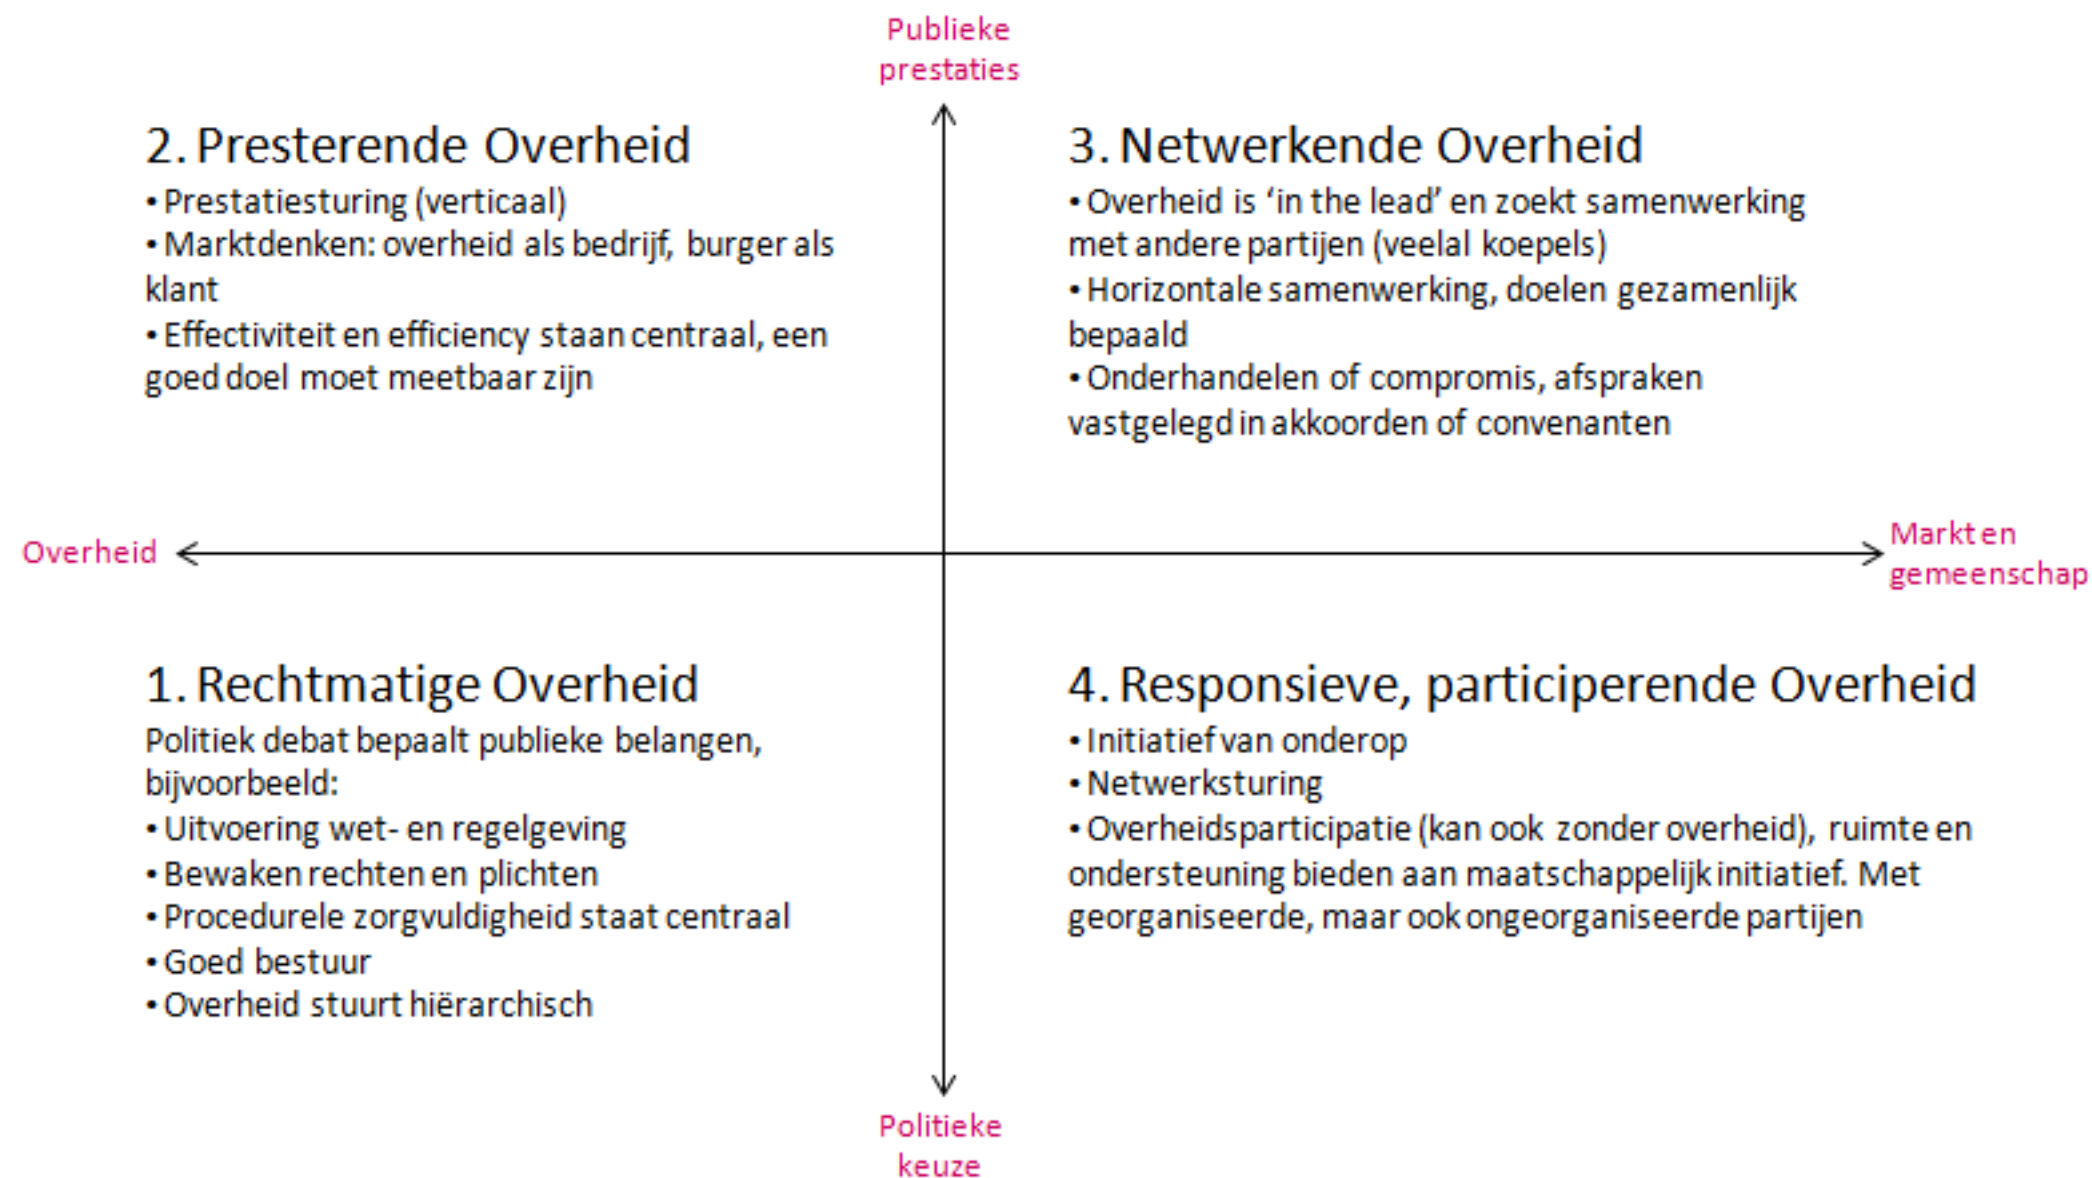 Publieke
prestaties
2. Presterende Overheid
• Prestatiesturing (verticaal)
• Marktdenken: overheid als bedrijf, burger als
klant
• Effectiviteit en efficiency staan centraal, een
goed doel moet meetbaar zijn
3. Netwerkende Overheid
• Overheid is ‘in the lead’ en zoekt samenwerking
met andere partijen (veelal koepels)
• Horizontale samenwerking, doelen gezamenlijk
bepaald
• Onderhandelen of compromis, afspraken
vastgelegd in akkoorden of convenanten
Overheid
Markt en
gemeenschap
1. Rechtmatige Overheid
Politiek debat bepaalt publieke belangen,
bijvoorbeeld:
• Uitvoering wet- en regelgeving
• Bewaken rechten en plichten
• Procedurele zorgvuldigheid staat centraal
• Goed bestuur
• Overheid stuurt hiërarchisch
4. Responsieve, participerende Overheid
• Initiatief van onderop
• Netwerksturing
• Overheidsparticipatie (kan ook zonder overheid), ruimte en
ondersteuning bieden aan maatschappelijk initiatief. Met
georganiseerde, maar ook ongeorganiseerde partijen
Politieke
keuze